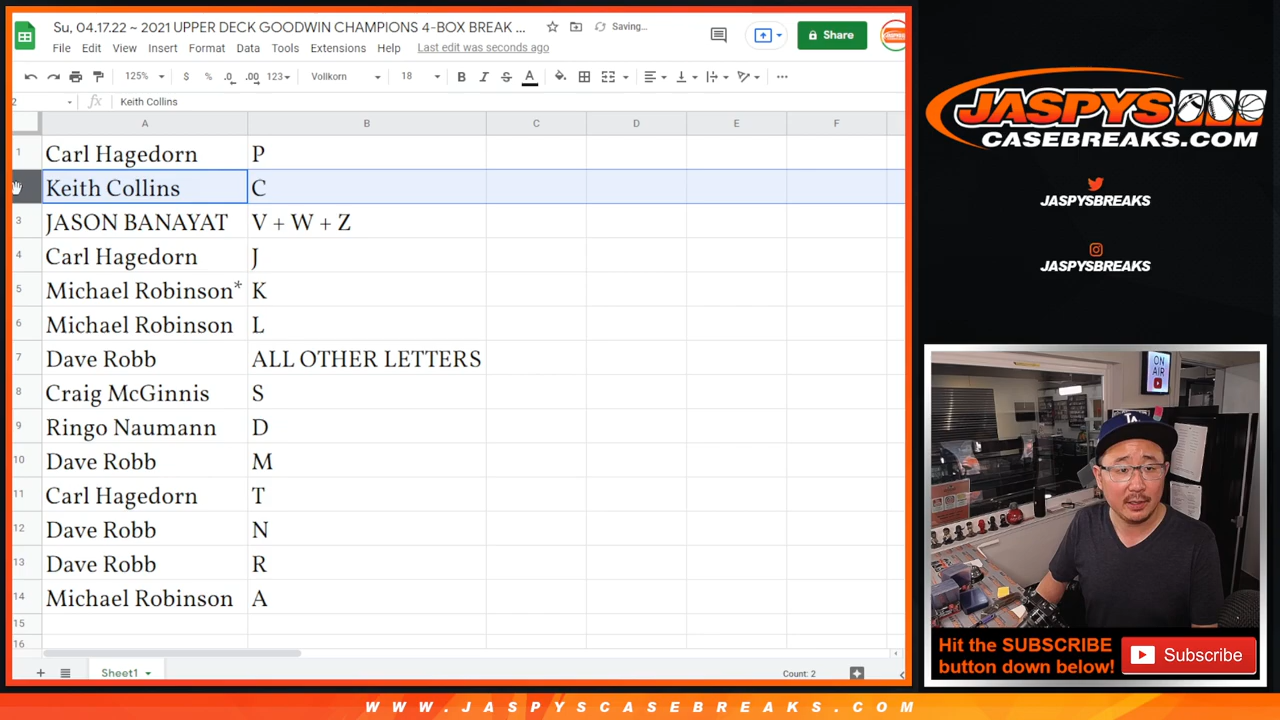 Su, 04.17.22 ~ 2021 UPPER DECK GOODWIN CHAMPIONS 4-BOX BREAK ...
Saving...
File Edit View Insert Format Data Tools Extensions Help Last edit was seconds ago
Share
125% $ % .0 .00 123 Vollkorn 18 B I S A
2 fx Keith Collins
A B C D E F
1 Carl Hagedorn P
Keith Collins C
3 JASON BANAYAT V + W + Z
4 Carl Hagedorn J
5 Michael Robinson* K
6 Michael Robinson L
7 Dave Robb ALL OTHER LETTERS
8 Craig McGinnis S
9 Ringo Naumann D
10 Dave Robb M
11 Carl Hagedorn T
12 Dave Robb N
13 Dave Robb R
14 Michael Robinson A
15
16
Sheet1
Count: 2
JASPYS
CASEBREAKS.COM
JASPYSBREAKS
JASPYSBREAKS
ON
AIR
LA
Hit the SUBSCRIBE
button down below!
Subscribe
WWW.JASPYSCASEBREAKS.COM